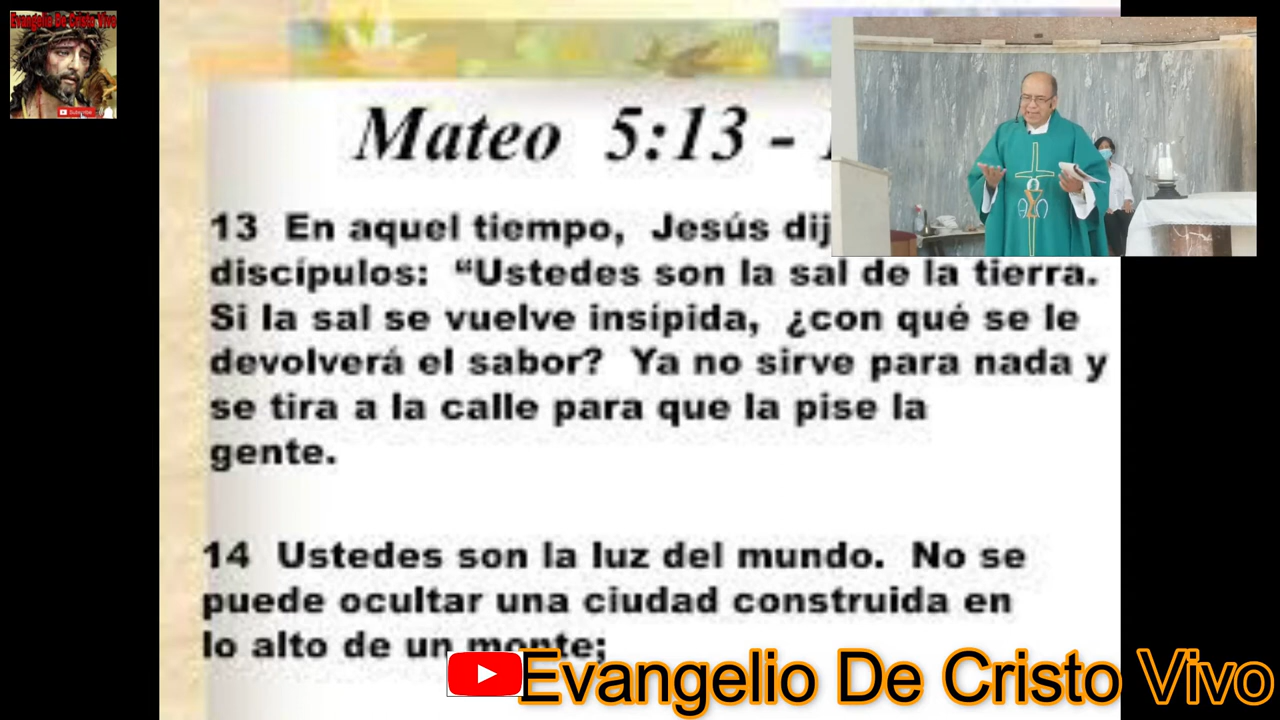 Evangelio De Cristo Vivo
Subscribe
Mateo 5:13 -
13 En aquel tiempo, Jesús dij
discípulos: “Ustedes son la sal de la tierra.
Si la sal se vuelve insípida, ¿con qué se le
devolverá el sabor? Ya no sirve para nada y
se tira a la calle para que la pise la
gente.
14 Ustedes son la luz del mundo. No se
puede ocultar una ciudad construida en
lo alto de un monte;
Evangelio De Cristo Vivo